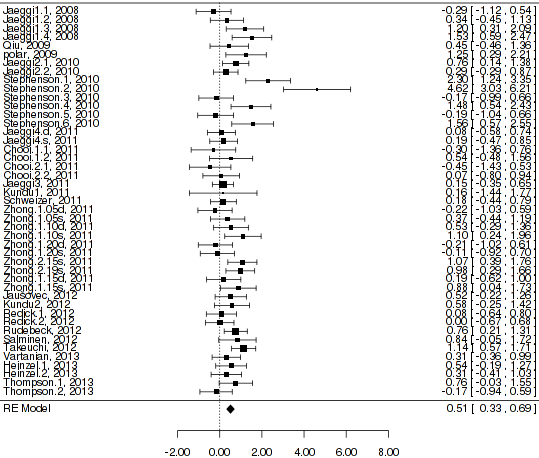 Jaeggi1.1, 2008 -0.29 [ -1.12 , 0.54 ]
Jaeggi1.2, 2008 0.34 [ -0.45 , 1.13 ]
Jaeggi1.3, 2008 1.20 [ 0.31 , 2.09 ]
Jaeggi1.4, 2008 1.53 [ 0.59 , 2.47 ]
Qiu, 2009 0.45 [ -0.46 , 1.36 ]
polar, 2009 1.25 [ 0.29 , 2.21 ]
Jaeggi2.1, 2010 0.76 [ 0.14 , 1.38 ]
Jaeggi2.2, 2010 0.29 [ -0.29 , 0.87 ]
Stephenson.1, 2010 2.30 [ 1.24 , 3.35 ]
Stephenson.2, 2010 4.62 [ 3.03 , 6.21 ]
Stephenson.3, 2010 -0.17 [ -0.99 , 0.66 ]
Stephenson.4, 2010 1.48 [ 0.54 , 2.43 ]
Stephenson.5, 2010 -0.19 [ -1.04 , 0.66 ]
Stephenson.6, 2010 1.56 [ 0.57 , 2.55 ]
Jaeggi4.d, 2011 0.08 [ -0.58 , 0.74 ]
Jaeggi4.s, 2011 0.19 [ -0.47 , 0.85 ]
Chooi.1.1, 2011 -0.30 [ -1.36 , 0.76 ]
Chooi.1.2, 2011 0.54 [ -0.48 , 1.56 ]
Chooi.2.1, 2011 -0.45 [ -1.43 , 0.53 ]
Chooi.2.2, 2011 0.07 [ -0.80 , 0.94 ]
Jaeggi3, 2011 0.15 [ -0.35 , 0.65 ]
Kundu1, 2011 0.16 [ -1.44 , 1.77 ]
Schweizer, 2011 0.18 [ -0.44 , 0.79 ]
Zhong.1.05d, 2011 -0.22 [ -1.03 , 0.59 ]
Zhong.1.05s, 2011 0.37 [ -0.44 , 1.19 ]
Zhong.1.10d, 2011 0.53 [ -0.29 , 1.36 ]
Zhong.1.10s, 2011 1.10 [ 0.24 , 1.96 ]
Zhong.1.20d, 2011 -0.21 [ -1.02 , 0.61 ]
Zhong.1.20s, 2011 -0.11 [ -0.92 , 0.70 ]
Zhong.2.15s, 2011 1.07 [ 0.39 , 1.76 ]
Zhong.2.19s, 2011 0.98 [ 0.29 , 1.66 ]
Zhong.1.15d, 2011 0.19 [ -0.62 , 1.00 ]
Zhong.1.15s, 2011 0.88 [ 0.04 , 1.73 ]
Jausovec, 2012 0.52 [ -0.22 , 1.26 ]
Kundu2, 2012 0.58 [ -0.25 , 1.42 ]
Redick.1, 2012 0.08 [ -0.64 , 0.80 ]
Redick.2, 2012 0.00 [ -0.67 , 0.68 ]
Rudebeck, 2012 0.76 [ 0.21 , 1.31 ]
Salminen, 2012 0.84 [ -0.05 , 1.72 ]
Takeuchi, 2012 1.14 [ 0.57 , 1.71 ]
Vartanian, 2013 0.31 [ -0.36 , 0.99 ]
Heinzel.1, 2013 0.54 [ -0.19 , 1.27 ]
Heinzel.2, 2013 0.31 [ -0.41 , 1.03 ]
Thompson.1, 2013 0.76 [ -0.03 , 1.55 ]
Thompson.2, 2013 -0.17 [ -0.94 , 0.59 ]
RE Model 0.51 [ 0.33 , 0.69 ]
-2.00 0.00 2.00 4.00 6.00 8.00